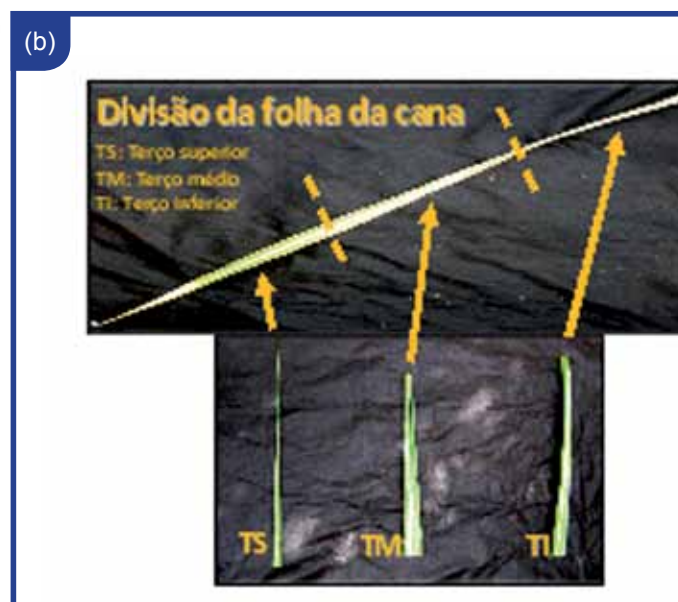 (b)
Divisão da folha da cana
TS: Terço superior
TM: Terço médio
TI: Terço inferior
TS
TM
TI